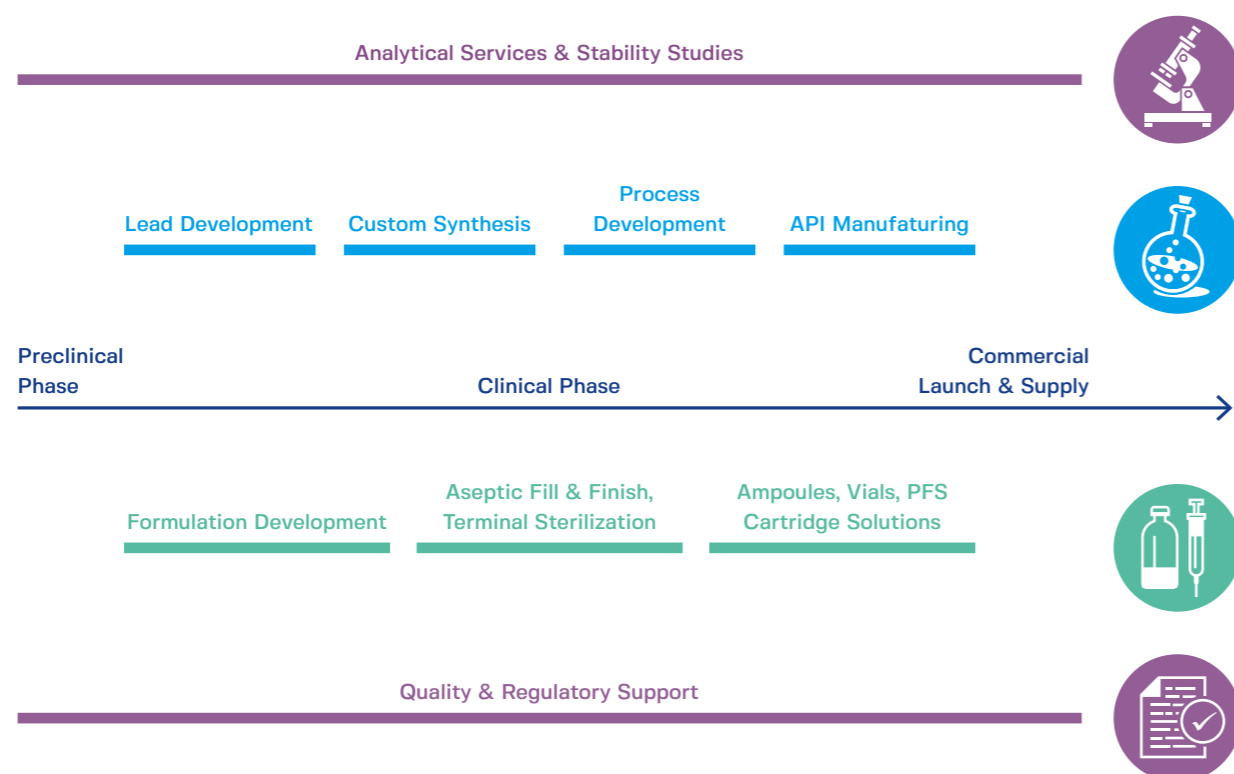 Analytical Services & Stability Studies
Lead Development
Custom Synthesis
Process
Development
API Manufaturing
Preclinical
Phase
Clinical Phase
Commercial
Launch & Supply
Formulation Development
Aseptic Fill & Finish,
Terminal Sterilization
Ampoules, Vials, PFS
Cartridge Solutions
Quality & Regulatory Support